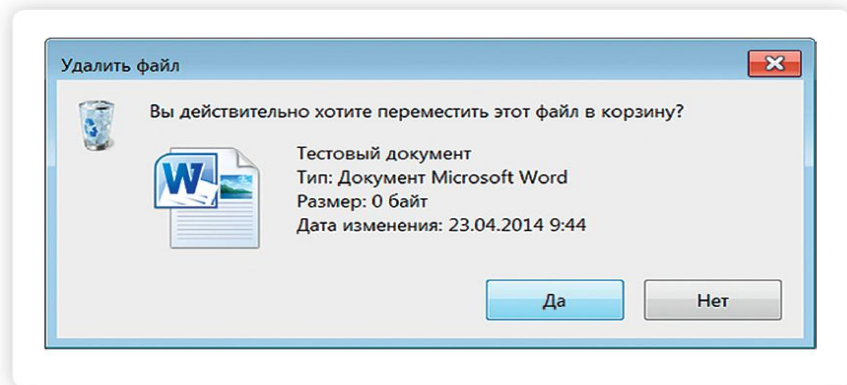 Удалить файл
Вы действительно хотите переместить этот файл в корзину?
W
Тестовый документ
Тип: Документ Microsoft Word
Размер: 0 байт
Дата изменения: 23.04.2014 9:44
Да
Нет